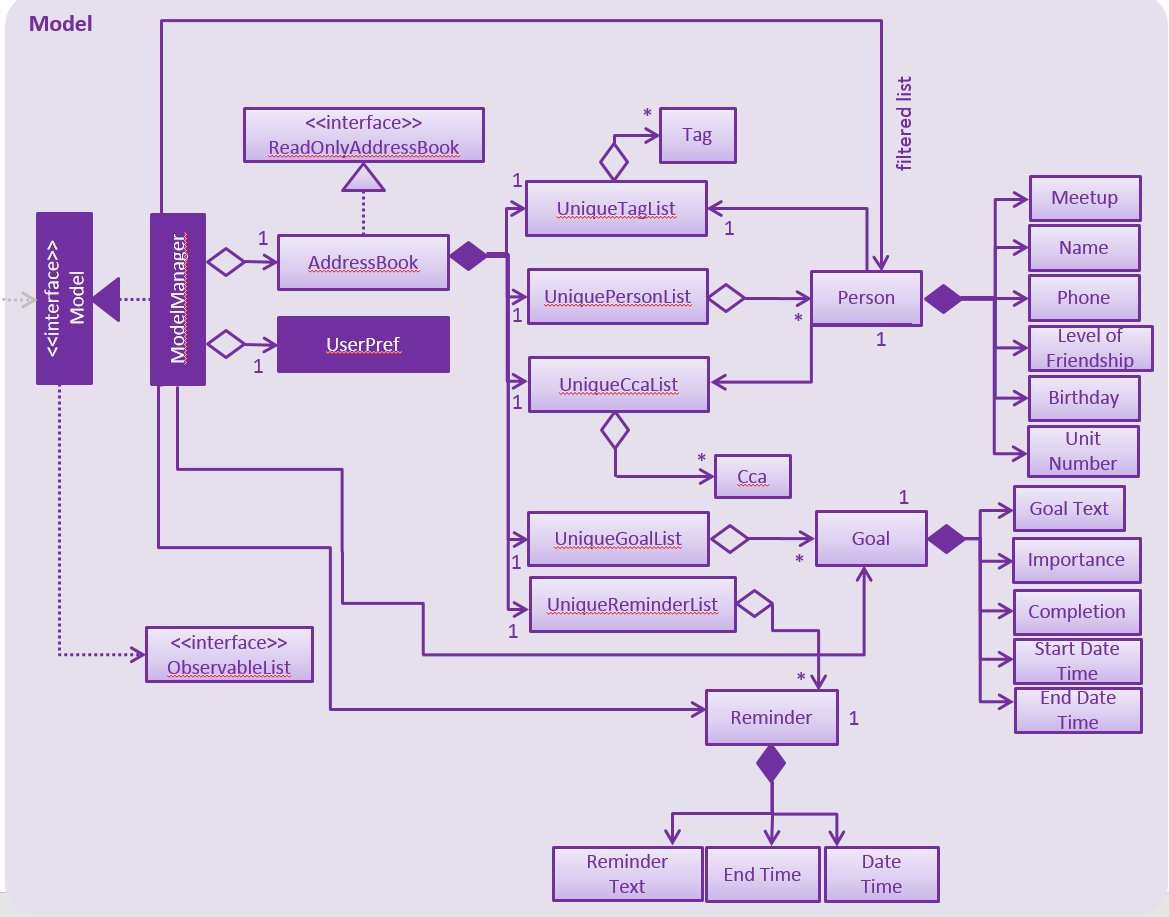 Model
filtered list
<<interface>>
ReadOnlyAddressBook
*
Tag
1
UniqueTagList
1
Meetup
Name
<<interface>>
Model
ModelManager
1
AddressBook
UniquePersonList
1
*
Person
1
Phone
Level of
Friendship
1
UserPref
UniqueCcaList
1
Birthday
Unit
Number
*
Cca
1
Goal Text
UniqueGoalList
1
*
Goal
Importance
UniqueReminderList
1
Completion
<<interface>>
ObservableList
Start Date
Time
*
End Date
Time
Reminder
1
Reminder
Text
End Time
Date
Time